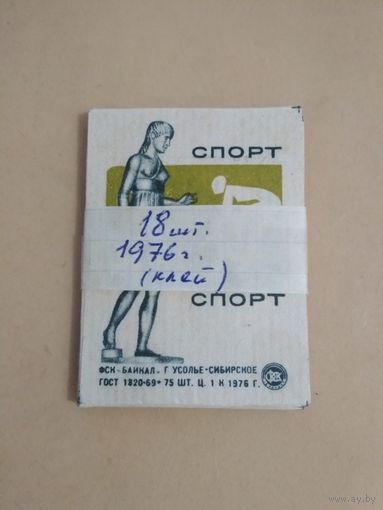 СПОРТ
18 шт.
1976 г.
(клей)
СПОРТ
ФСК „БАЙКАЛ„ Г УСОЛЬЕ-СИБИРСКОЕ
ГОСТ 1820-69* 75 ШТ. Ц. 1 К 1976 Г.
www.ay.by